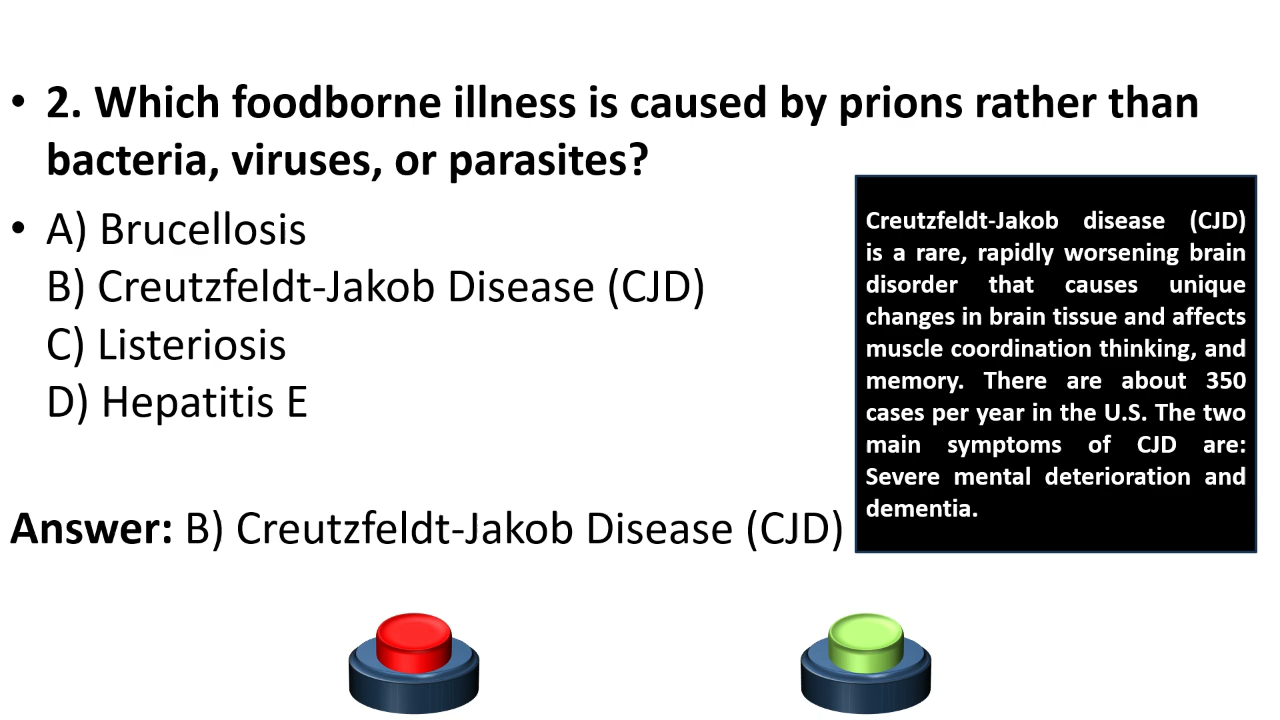 • 2. Which foodborne illness is caused by prions rather than
bacteria, viruses, or parasites?
• A) Brucellosis
B) Creutzfeldt-Jakob Disease (CJD)
C) Listeriosis
D) Hepatitis E
Answer: B) Creutzfeldt-Jakob Disease (CJD)
Creutzfeldt-Jakob disease (CJD)
is a rare, rapidly worsening brain
disorder that causes unique
changes in brain tissue and affects
muscle coordination thinking, and
memory. There are about 350
cases per year in the U.S. The two
main symptoms of CJD are:
Severe mental deterioration and
dementia.